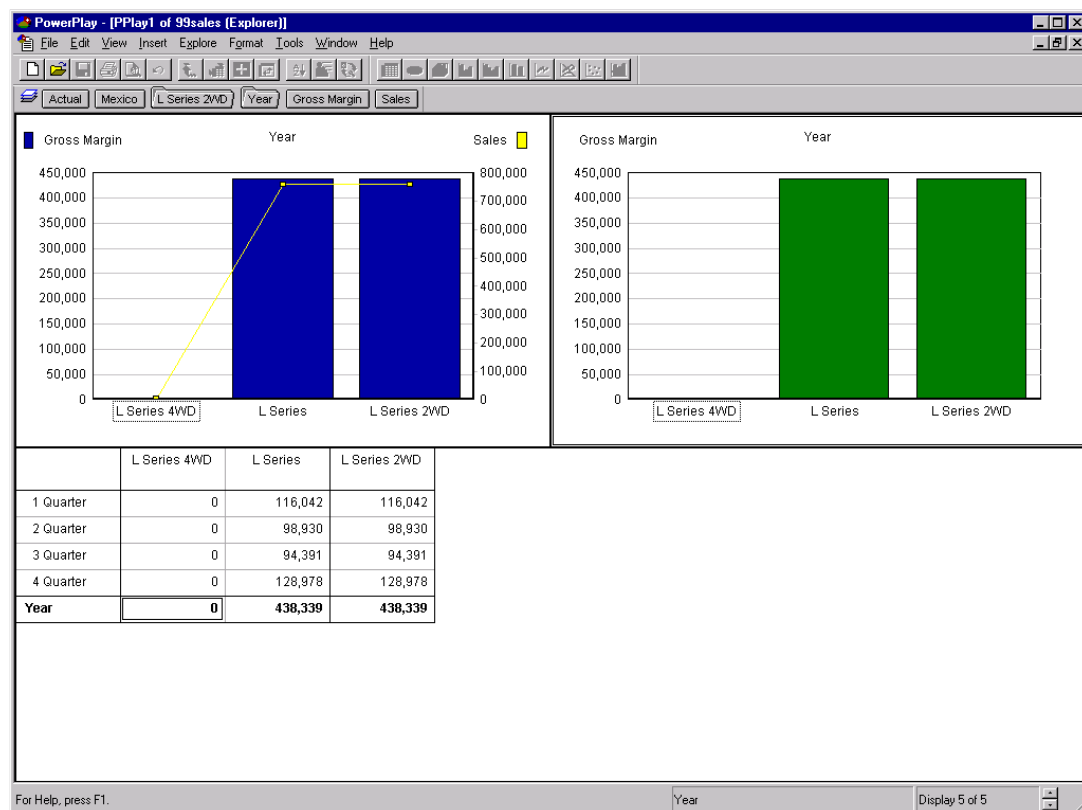 PowerPlay - [PPlay1 of 99sales (Explorer)]
File Edit View Insert Explore Format Tools Window Help
Actual Mexico L Series 2WD Year Gross Margin Sales
Gross Margin Year Sales
450,000 800,000
400,000 700,000
350,000 600,000
300,000 500,000
250,000 400,000
200,000 300,000
150,000 200,000
100,000 100,000
50,000 0
0
L Series 4WD L Series L Series 2WD
Gross Margin Year
450,000
400,000
350,000
300,000
250,000
200,000
150,000
100,000
50,000
0
L Series 4WD L Series L Series 2WD
L Series 4WD L Series L Series 2WD
1 Quarter 0 116,042 116,042
2 Quarter 0 98,930 98,930
3 Quarter 0 94,391 94,391
4 Quarter 0 128,978 128,978
Year 0 438,339 438,339
For Help, press F1. Year Display 5 of 5